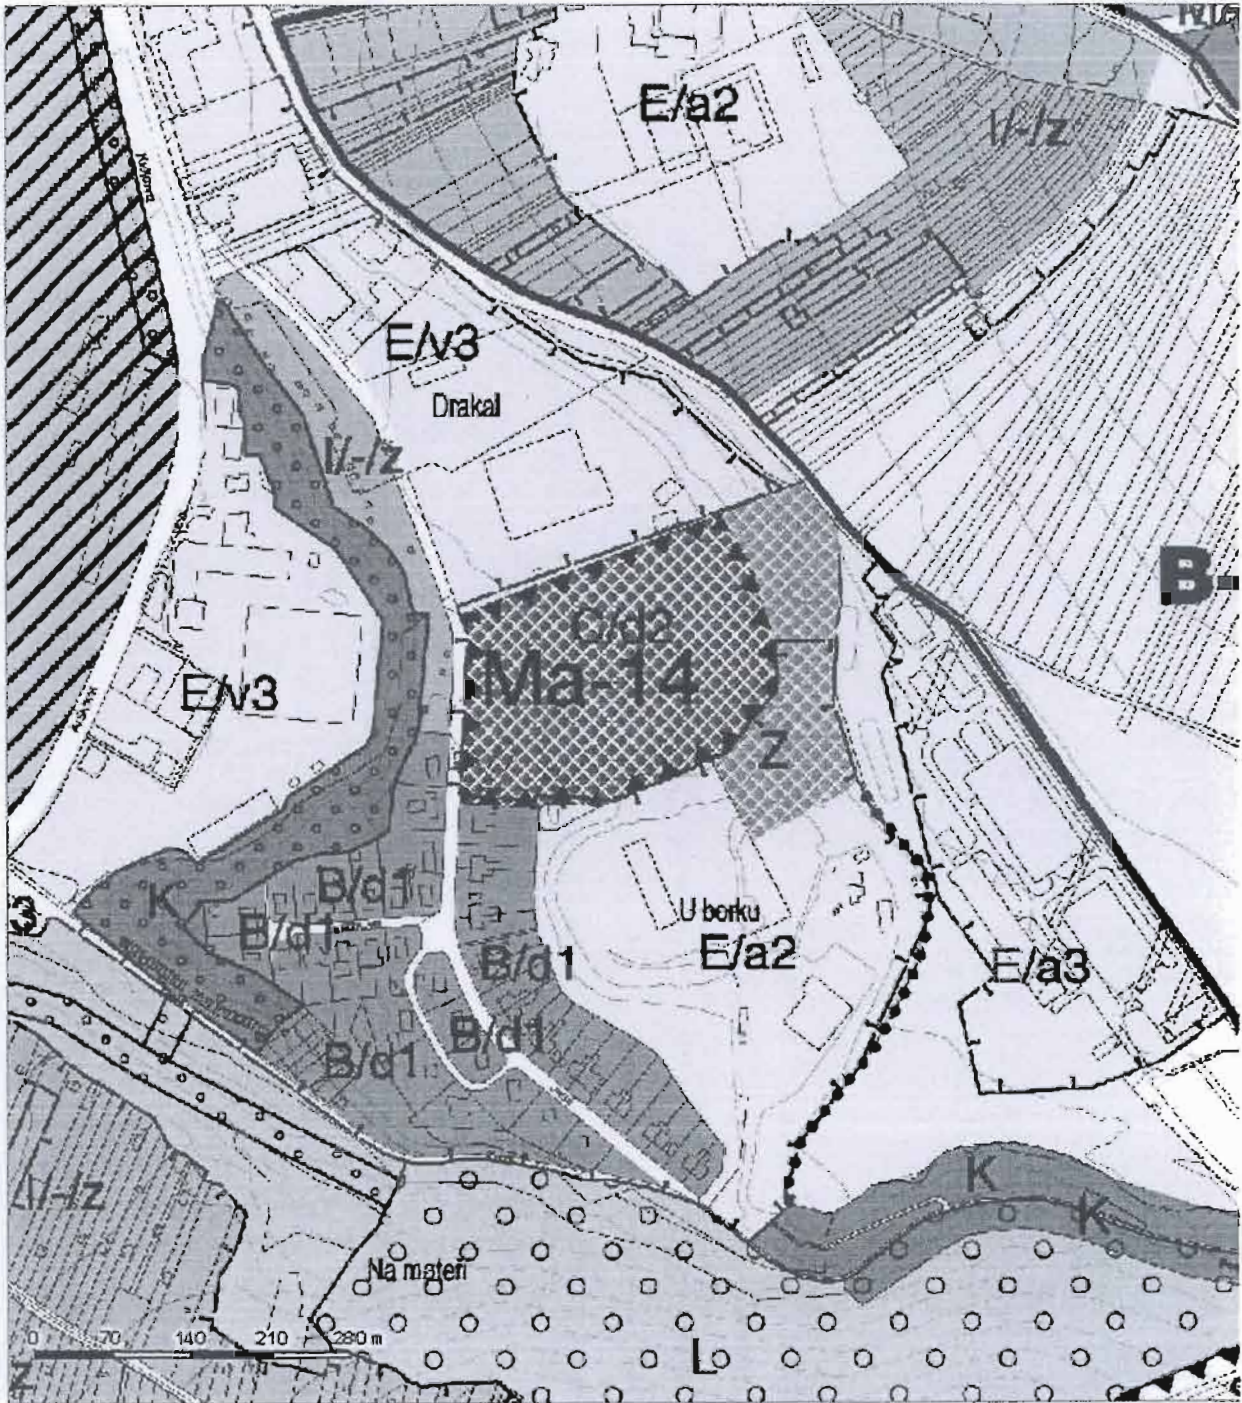 E/a2
I/-/z
E/v3
Drakal
I/-/z
B-
C/d2
Ma-14
E/v3
Z
B/d1
K
B/d1
U borku
B/d1
E/a2
E/a3
B/d1
B/d1
K
I/-/z
K
Na mateři
0 70 140 210 280 m
L
Z